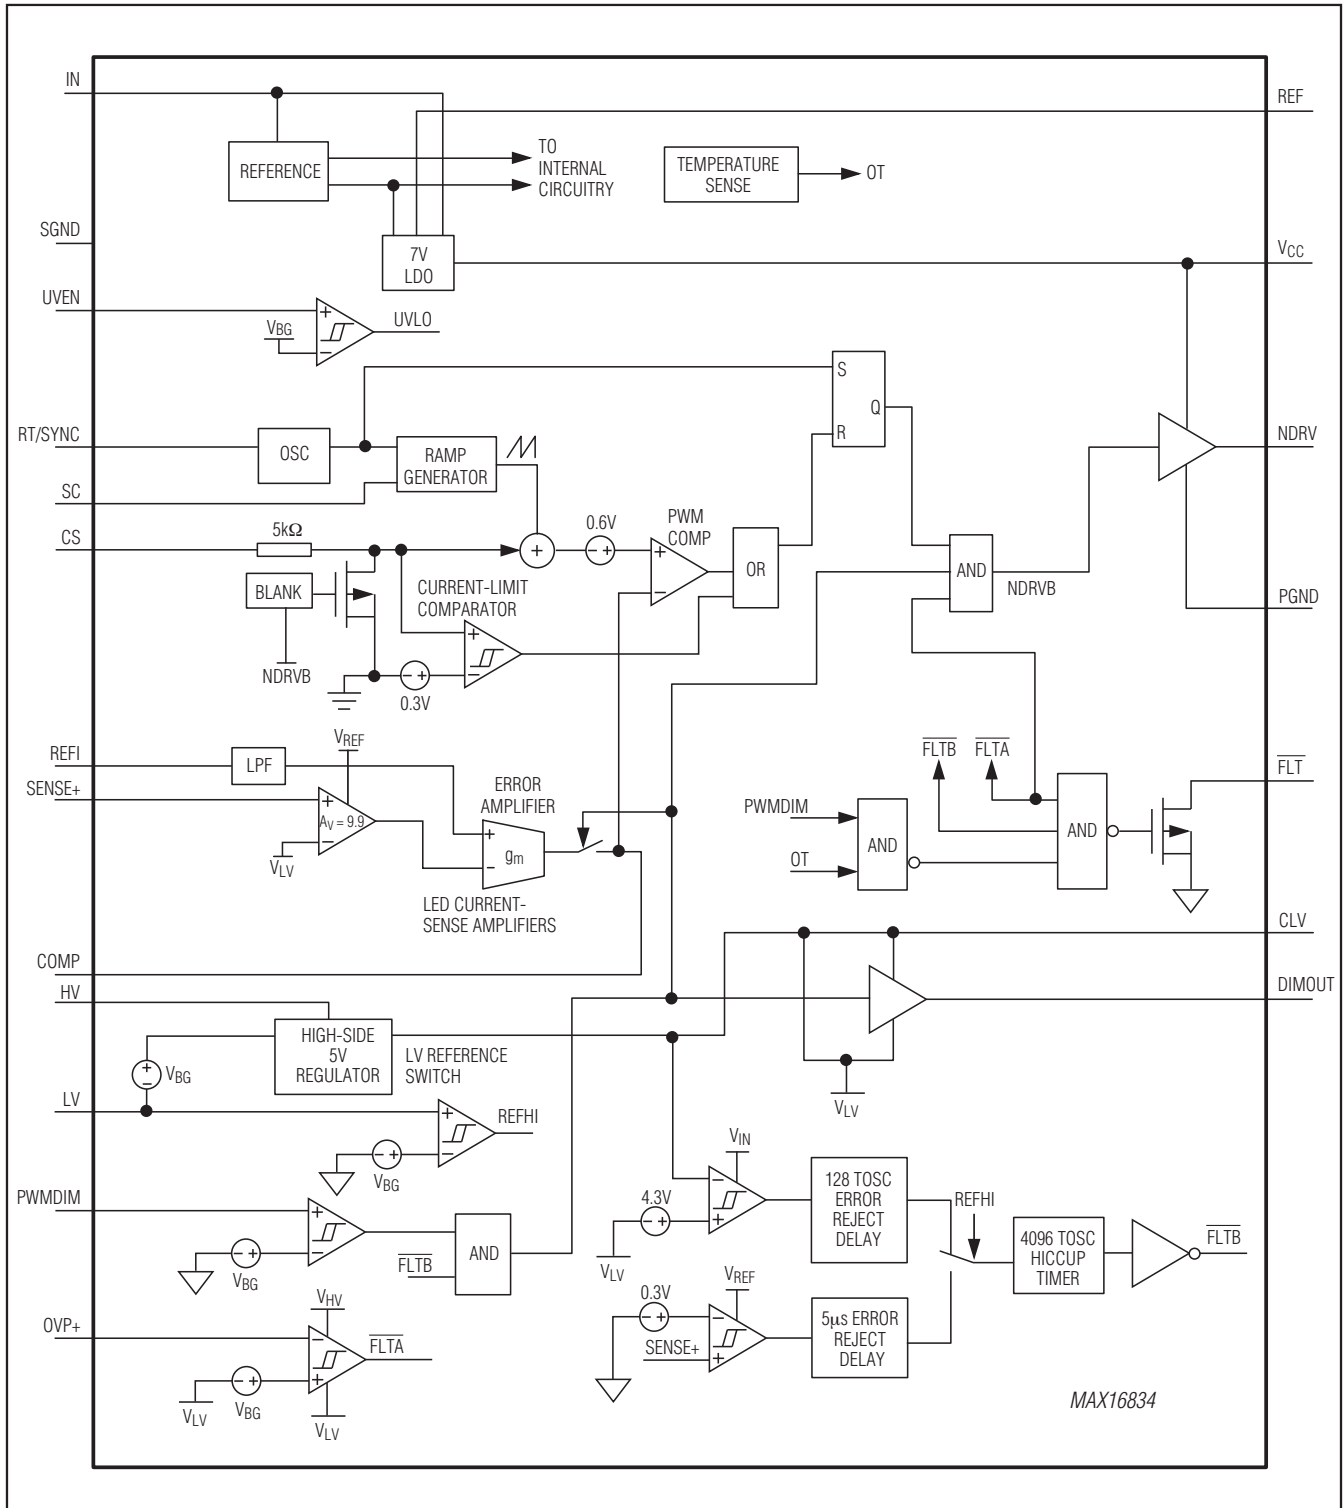 IN
REF
REFERENCE
TO
INTERNAL
CIRCUITRY
TEMPERATURE
SENSE
OT
SGND
7V
LDO
VCC
UVEN
VBG
+
−
UVLO
S
Q
R
RT/SYNC
OSC
RAMP
GENERATOR
NDRV
SC
CS
5kΩ
+
0.6V
− +
+
−
PWM
COMP
OR
AND
NDRVB
BLANK
NDRVB
CURRENT-LIMIT
COMPARATOR
+
−
− +
0.3V
PGND
REFI
LPF
VREF
SENSE+
+
−
AV = 9.9
VLV
ERROR
AMPLIFIER
+
−
gm
LED CURRENT-
SENSE AMPLIFIERS
FLTB
FLTA
FLT
PWMDIM
OT
AND
AND
CLV
COMP
DIMOUT
HV
HIGH-SIDE
5V
REGULATOR
LV REFERENCE
SWITCH
+
−
VBG
VLV
LV
+
−
REFHI
− +
VBG
PWMDIM
+
−
− +
VBG
FLTB
AND
VIN
4.3V
− +
−
+
VLV
128 TOSC
ERROR
REJECT
DELAY
REFHI
4096 TOSC
HICCUP
TIMER
FLTB
0.3V
− +
VREF
−
+
SENSE+
5µs ERROR
REJECT
DELAY
OVP+
VHV
−
+
FLTA
− +
VLV
VBG
VLV
MAX16834